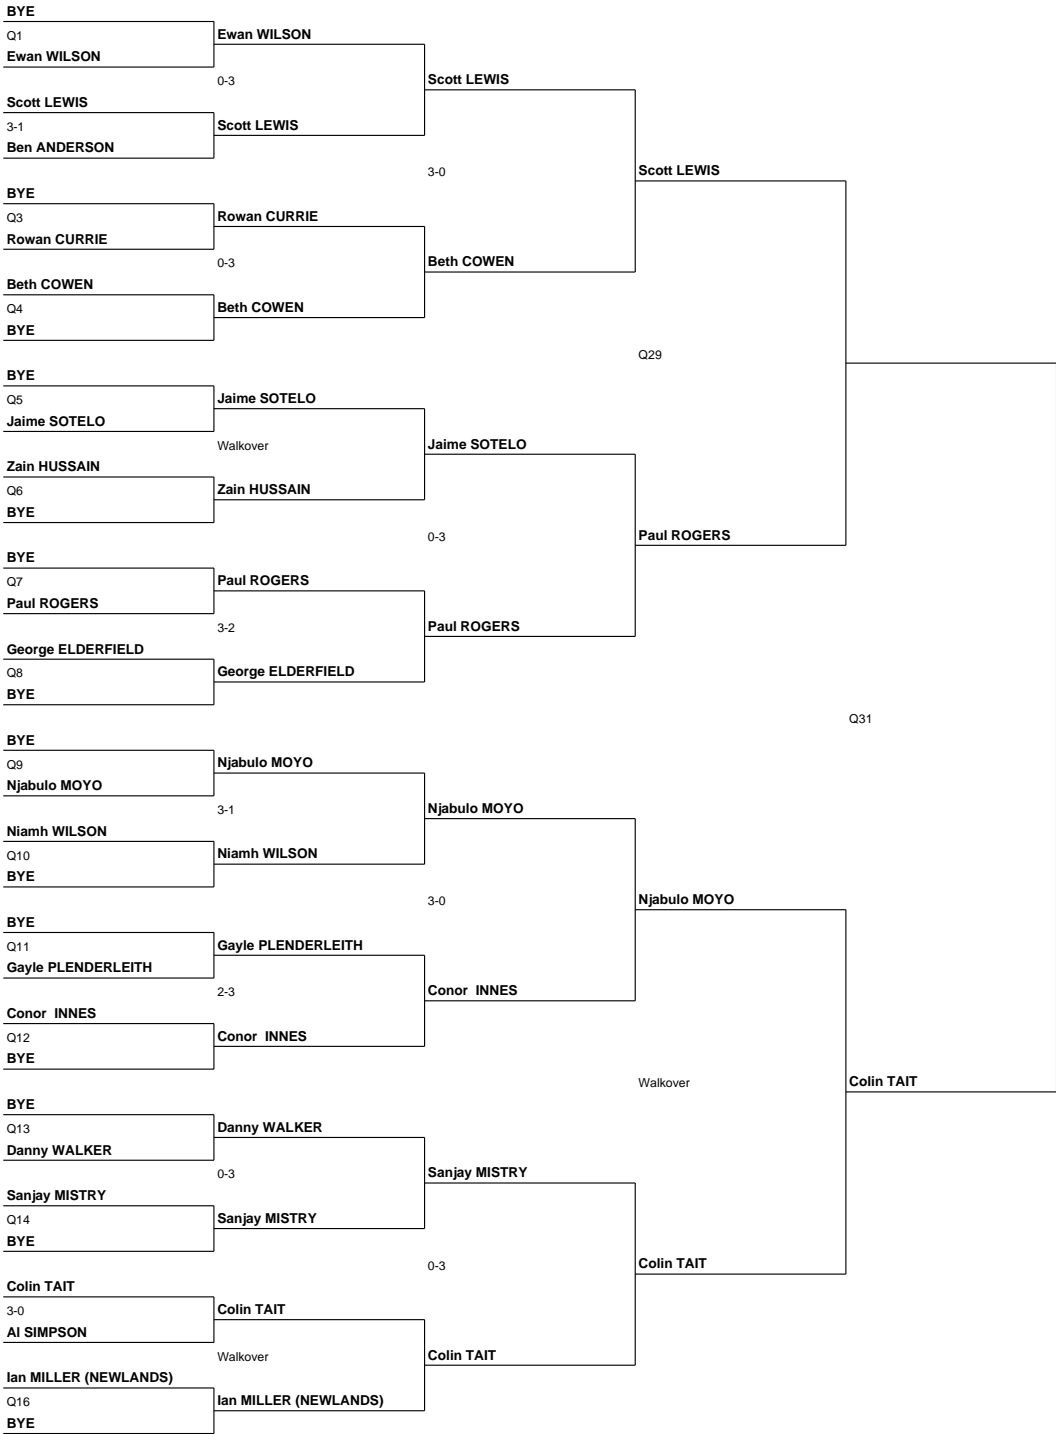 BYE
Q1
Ewan WILSON
Scott LEWIS
3-1
Ben ANDERSON
BYE
Q3
Rowan CURRIE
Beth COWEN
Q4
BYE
BYE
Q5
Jaime SOTELO
Zain HUSSAIN
Q6
BYE
BYE
Q7
Paul ROGERS
George ELDERFIELD
Q8
BYE
BYE
Q9
Njabulo MOYO
Niamh WILSON
Q10
BYE
BYE
Q11
Gayle PLENDERLEITH
Conor  INNES
Q12
BYE
BYE
Q13
Danny WALKER
Sanjay MISTRY
Q14
BYE
Colin TAIT
3-0
Al SIMPSON
Ian MILLER (NEWLANDS)
Q16
BYE
Ewan WILSON
0-3
Scott LEWIS
Rowan CURRIE
0-3
Beth COWEN
Jaime SOTELO
Walkover
Zain HUSSAIN
Paul ROGERS
3-2
George ELDERFIELD
Njabulo MOYO
3-1
Niamh WILSON
Gayle PLENDERLEITH
2-3
Conor  INNES
Danny WALKER
0-3
Sanjay MISTRY
Colin TAIT
Walkover
Ian MILLER (NEWLANDS)
Scott LEWIS
3-0
Beth COWEN
Jaime SOTELO
0-3
Paul ROGERS
Njabulo MOYO
3-0
Conor  INNES
Sanjay MISTRY
0-3
Colin TAIT
Scott LEWIS
Q29
Paul ROGERS
Njabulo MOYO
Walkover
Colin TAIT
Q31
Colin TAIT